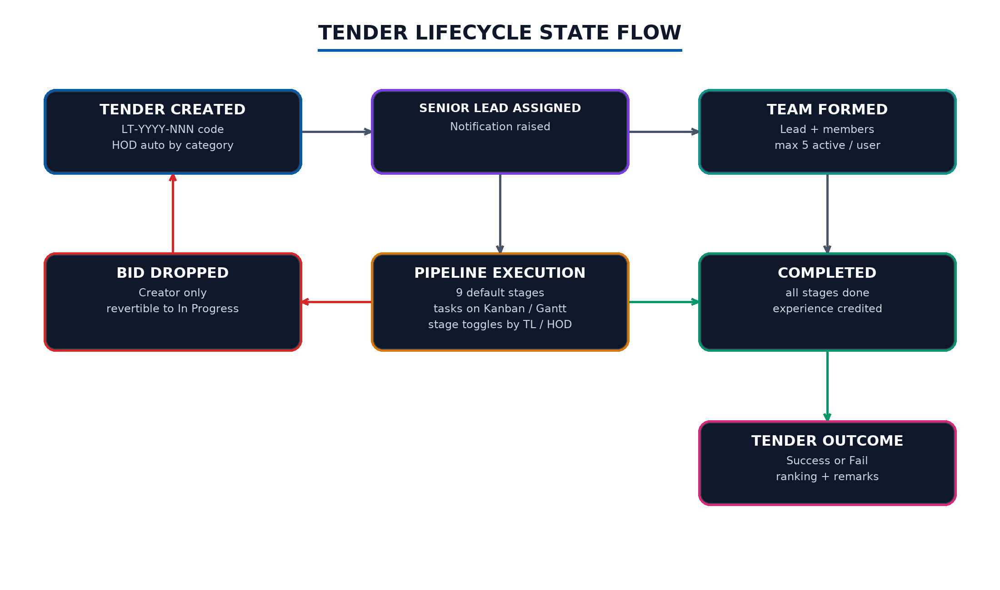 TENDER LIFECYCLE STATE FLOW
TENDER CREATED
LT-YYYY-NNN code
HOD auto by category
SENIOR LEAD ASSIGNED
Notification raised
TEAM FORMED
Lead + members
max 5 active / user
BID DROPPED
Creator only
revertible to In Progress
PIPELINE EXECUTION
9 default stages
tasks on Kanban / Gantt
stage toggles by TL / HOD
COMPLETED
all stages done
experience credited
TENDER OUTCOME
Success or Fail
ranking + remarks